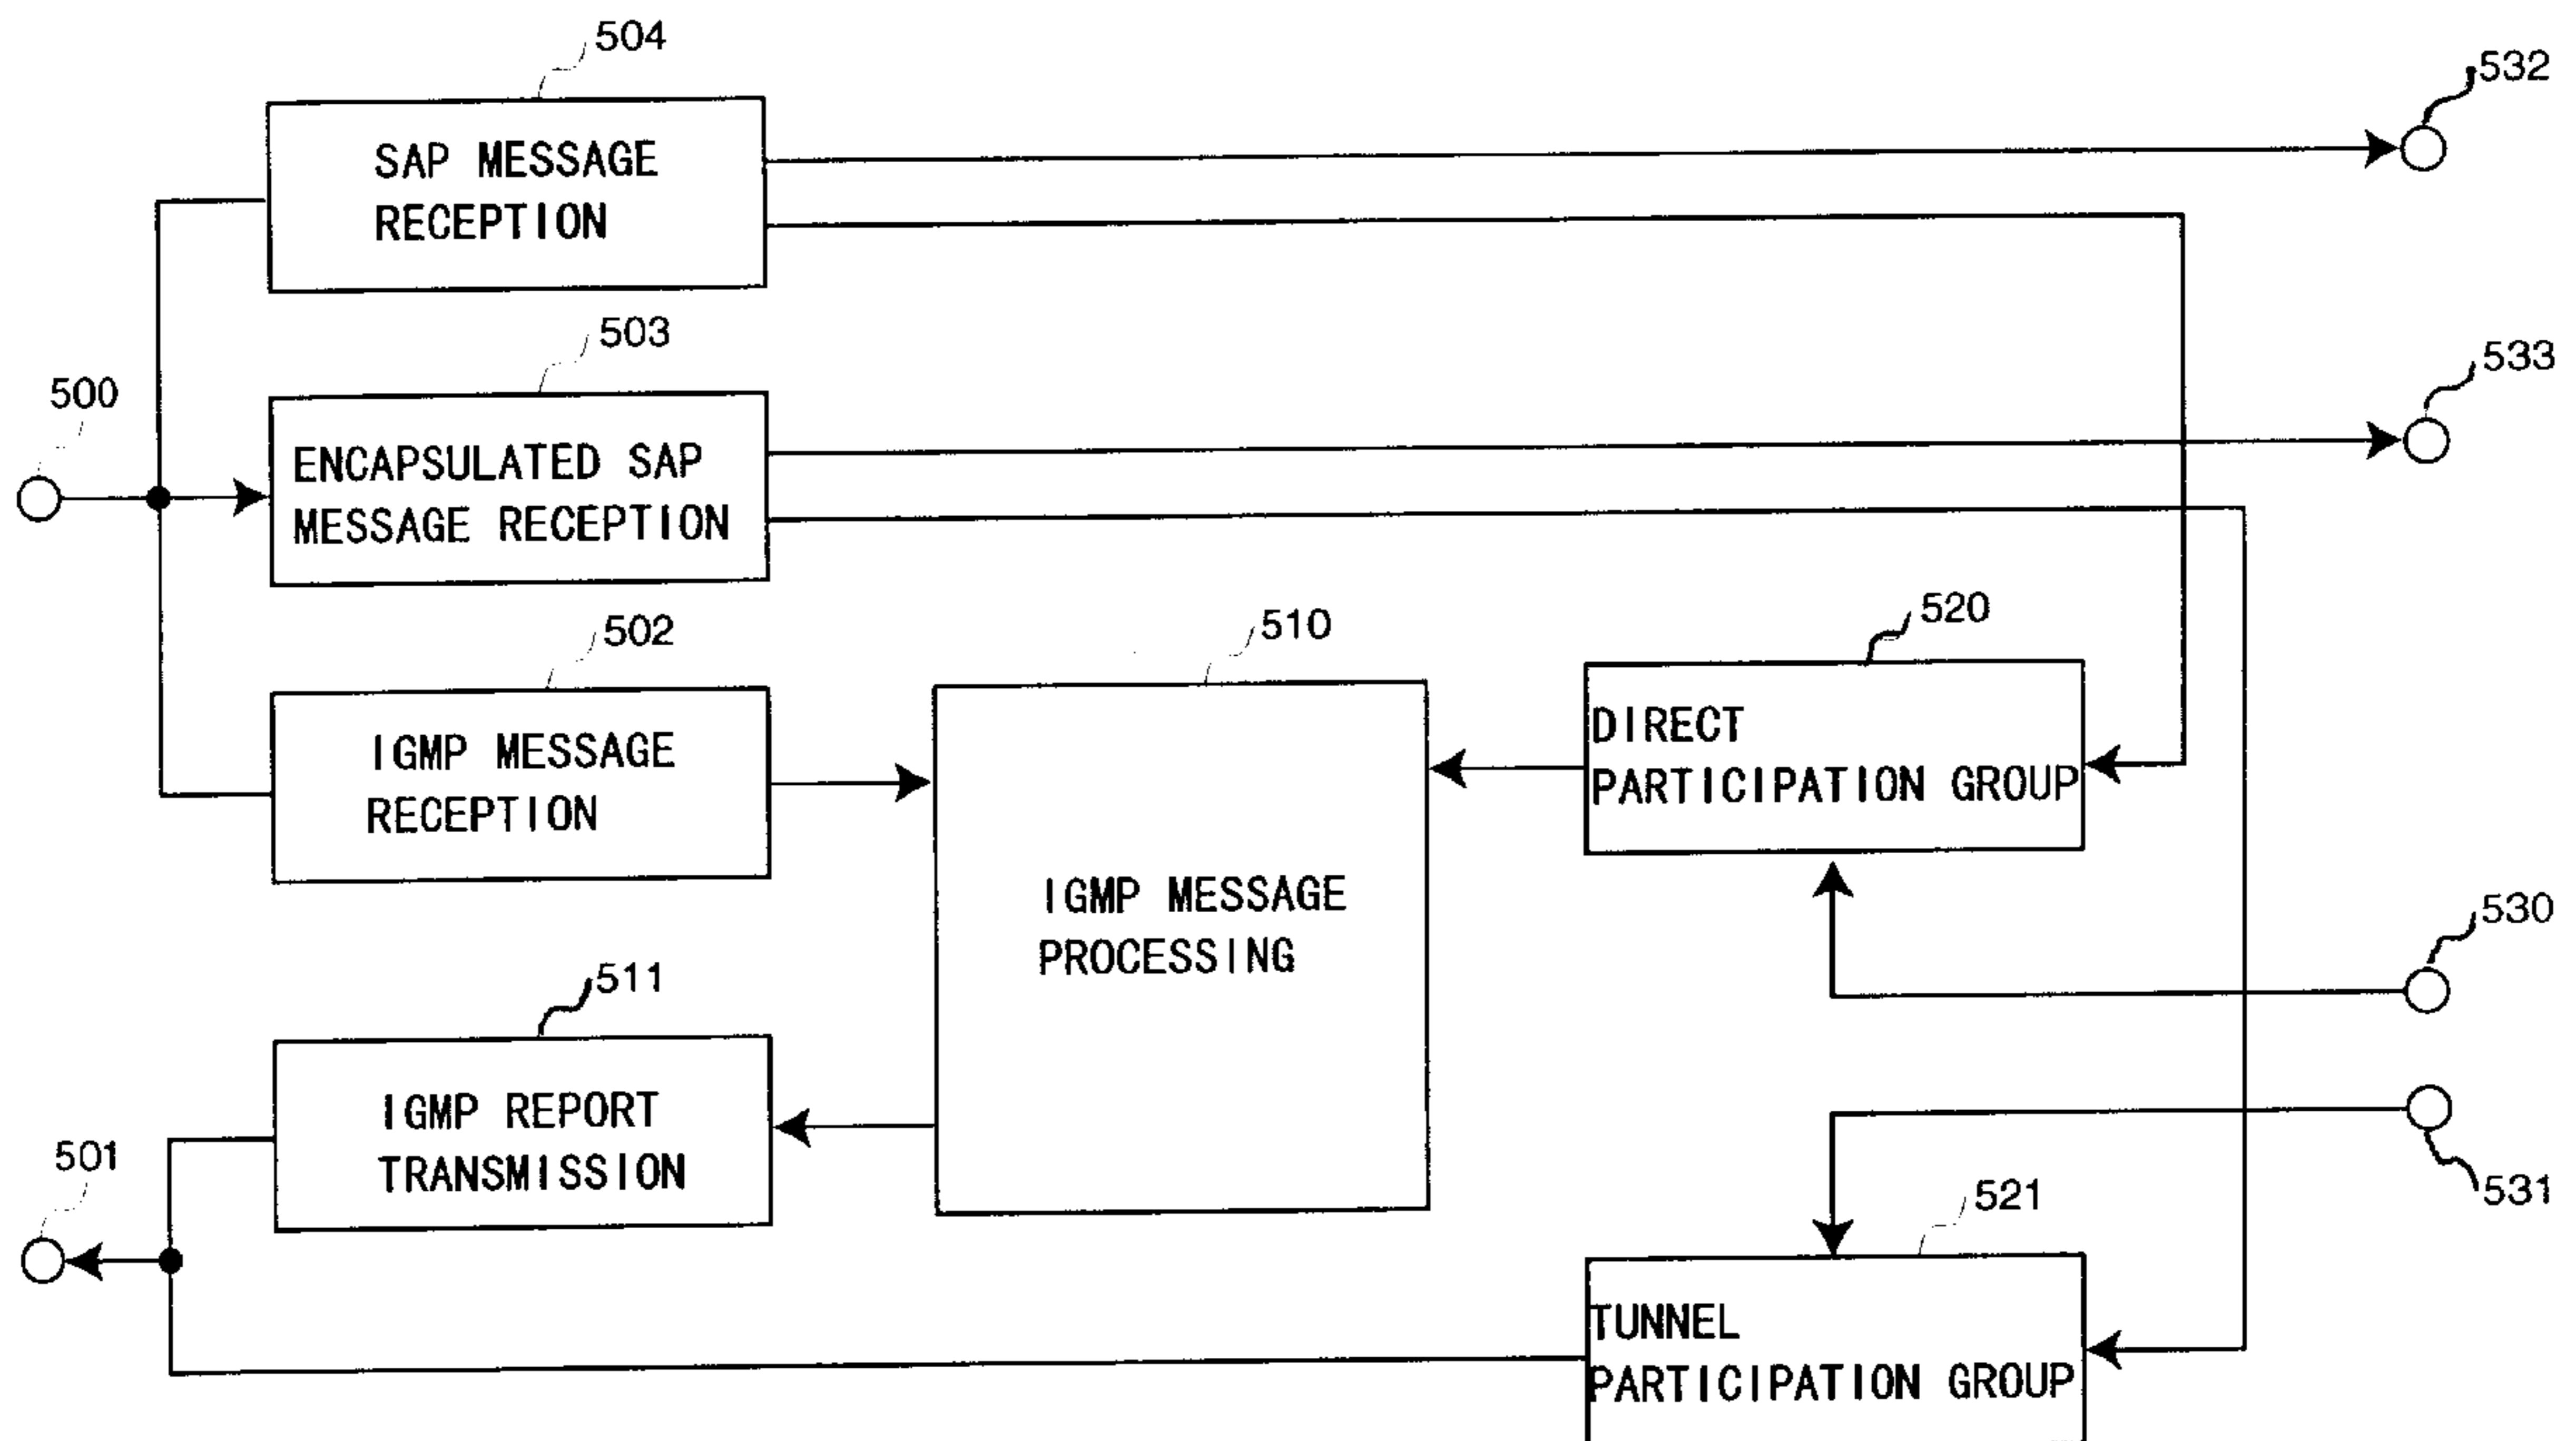 504
532
SAP MESSAGE
RECEPTION
503
533
500
ENCAPSULATED SAP
MESSAGE RECEPTION
502
510
520
IGMP MESSAGE
RECEPTION
DIRECT
PARTICIPATION GROUP
IGMP MESSAGE
PROCESSING
530
511
IGMP REPORT
TRANSMISSION
501
531
521
TUNNEL
PARTICIPATION GROUP